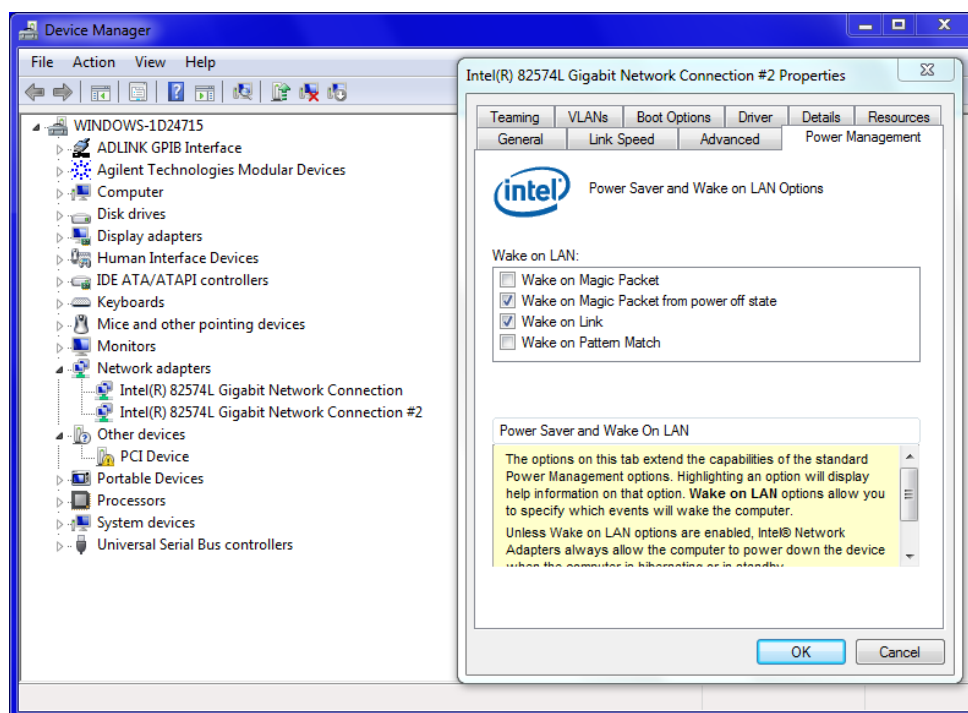 Device Manager
File Action View Help
WINDOWS-1D24715
ADLINK GPIB Interface
Agilent Technologies Modular Devices
Computer
Disk drives
Display adapters
Human Interface Devices
IDE ATA/ATAPI controllers
Keyboards
Mice and other pointing devices
Monitors
Network adapters
Intel(R) 82574L Gigabit Network Connection
Intel(R) 82574L Gigabit Network Connection #2
Other devices
PCI Device
Portable Devices
Processors
System devices
Universal Serial Bus controllers
Intel(R) 82574L Gigabit Network Connection #2 Properties
Teaming VLANs Boot Options Driver Details Resources
General Link Speed Advanced Power Management
intel
Power Saver and Wake on LAN Options
Wake on LAN:
Wake on Magic Packet
Wake on Magic Packet from power off state
Wake on Link
Wake on Pattern Match
Power Saver and Wake On LAN
The options on this tab extend the capabilities of the standard
Power Management options. Highlighting an option will display
help information on that option. Wake on LAN options allow you
to specify which events will wake the computer.
Unless Wake on LAN options are enabled, Intel® Network
Adapters always allow the computer to power down the device
when the computer is hibernating or in standby.
OK Cancel